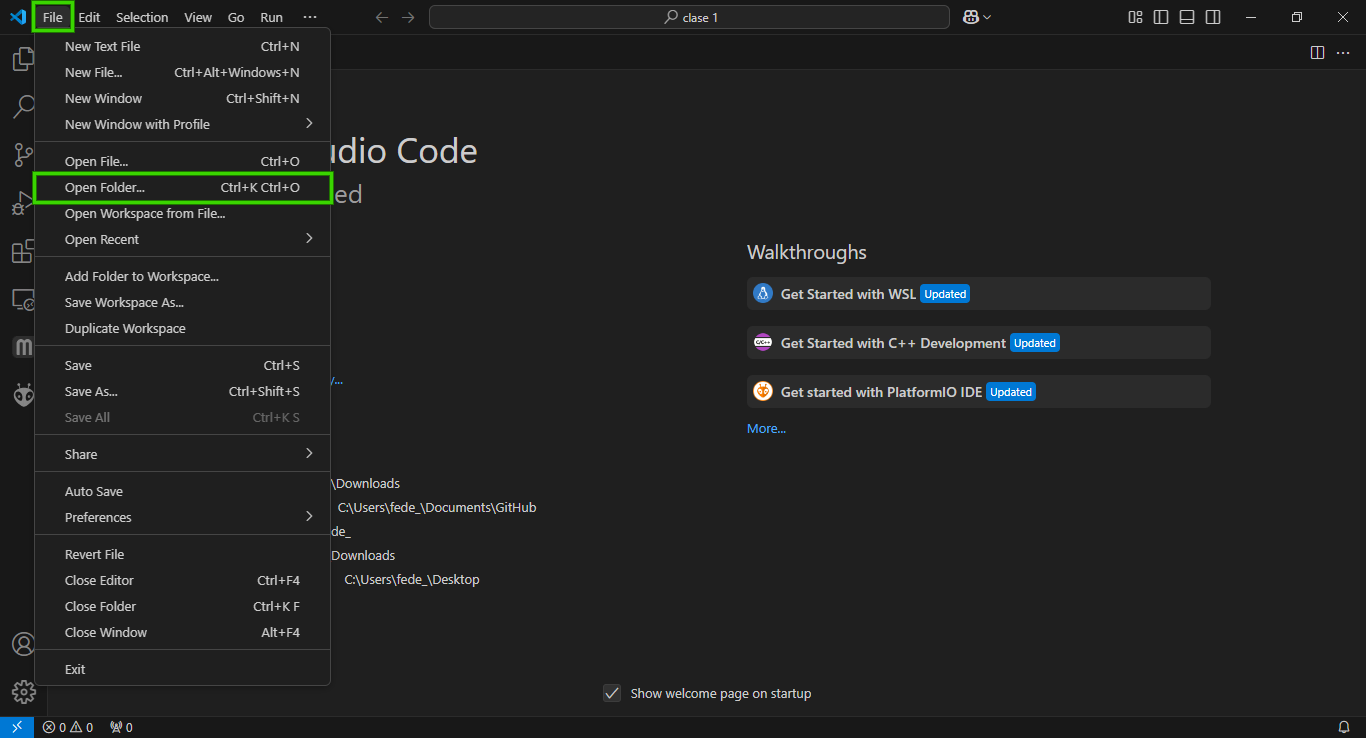 File Edit Selection View Go Run ··· clase 1
New Text File Ctrl+N
New File... Ctrl+Alt+Windows+N
New Window Ctrl+Shift+N
New Window with Profile
Open File... Ctrl+O
Open Folder... Ctrl+K Ctrl+O
Open Workspace from File...
Open Recent
Add Folder to Workspace...
Save Workspace As...
Duplicate Workspace
Save Ctrl+S
Save As... Ctrl+Shift+S
Save All Ctrl+K S
Share
Auto Save
Preferences
Revert File
Close Editor Ctrl+F4
Close Folder Ctrl+K F
Close Window Alt+F4
Exit
udio Code
ed
y...
\Downloads
C:\Users\fede_\Documents\GitHub
de_
Downloads
C:\Users\fede_\Desktop
Walkthroughs
Get Started with WSL Updated
C/C++ Get Started with C++ Development Updated
Get started with PlatformIO IDE Updated
More...
Show welcome page on startup
0 0 0